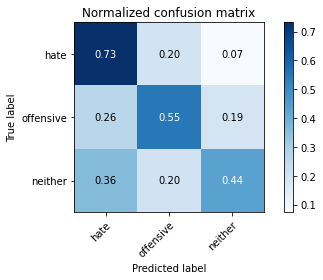 Normalized confusion matrix
True label
hate 0.73 0.20 0.07
offensive 0.26 0.55 0.19
neither 0.36 0.20 0.44
hate offensive neither
Predicted label
0.7
0.6
0.5
0.4
0.3
0.2
0.1